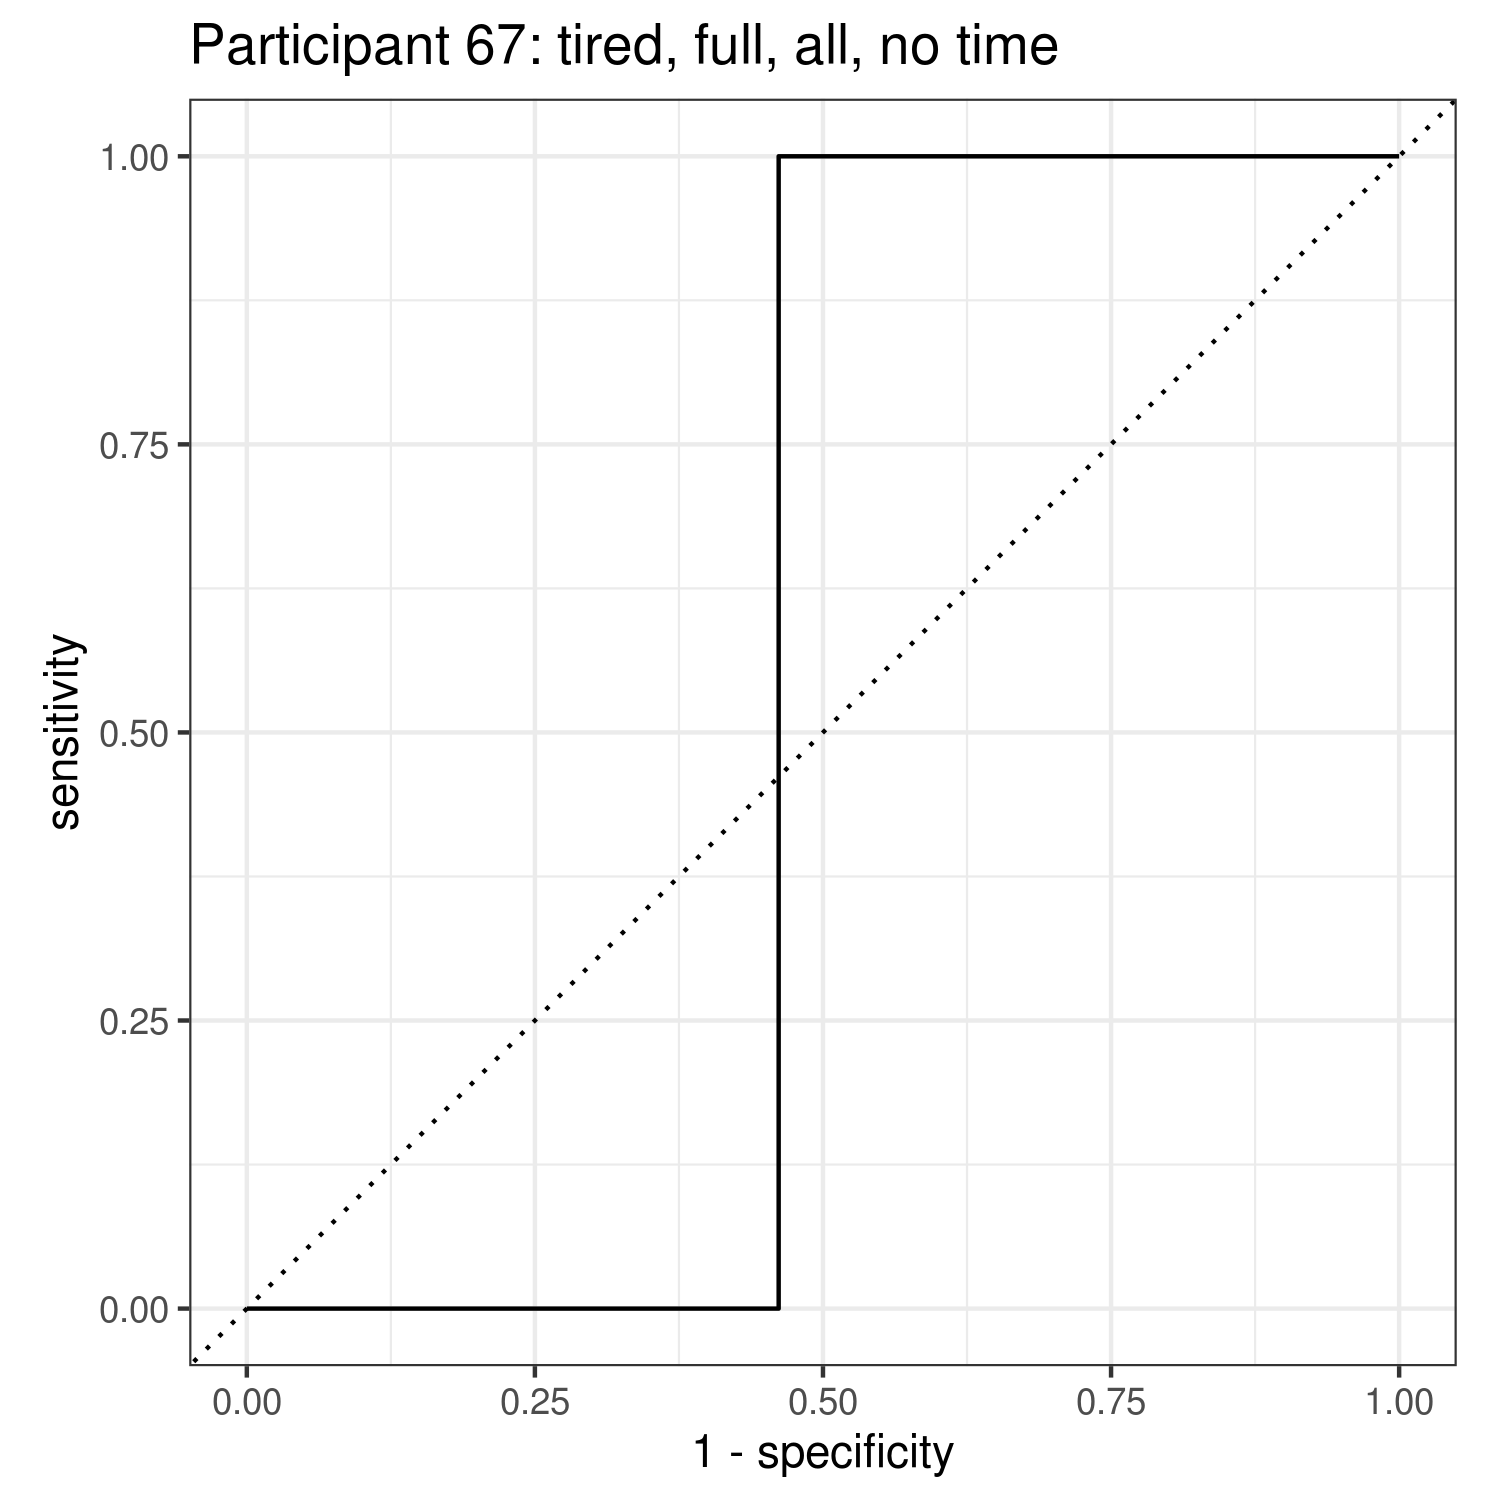 Participant 67: tired, full, all, no time
1.00
0.75
0.50
0.25
0.00
sensitivity
0.00 0.25 0.50 0.75 1.00
1 - specificity